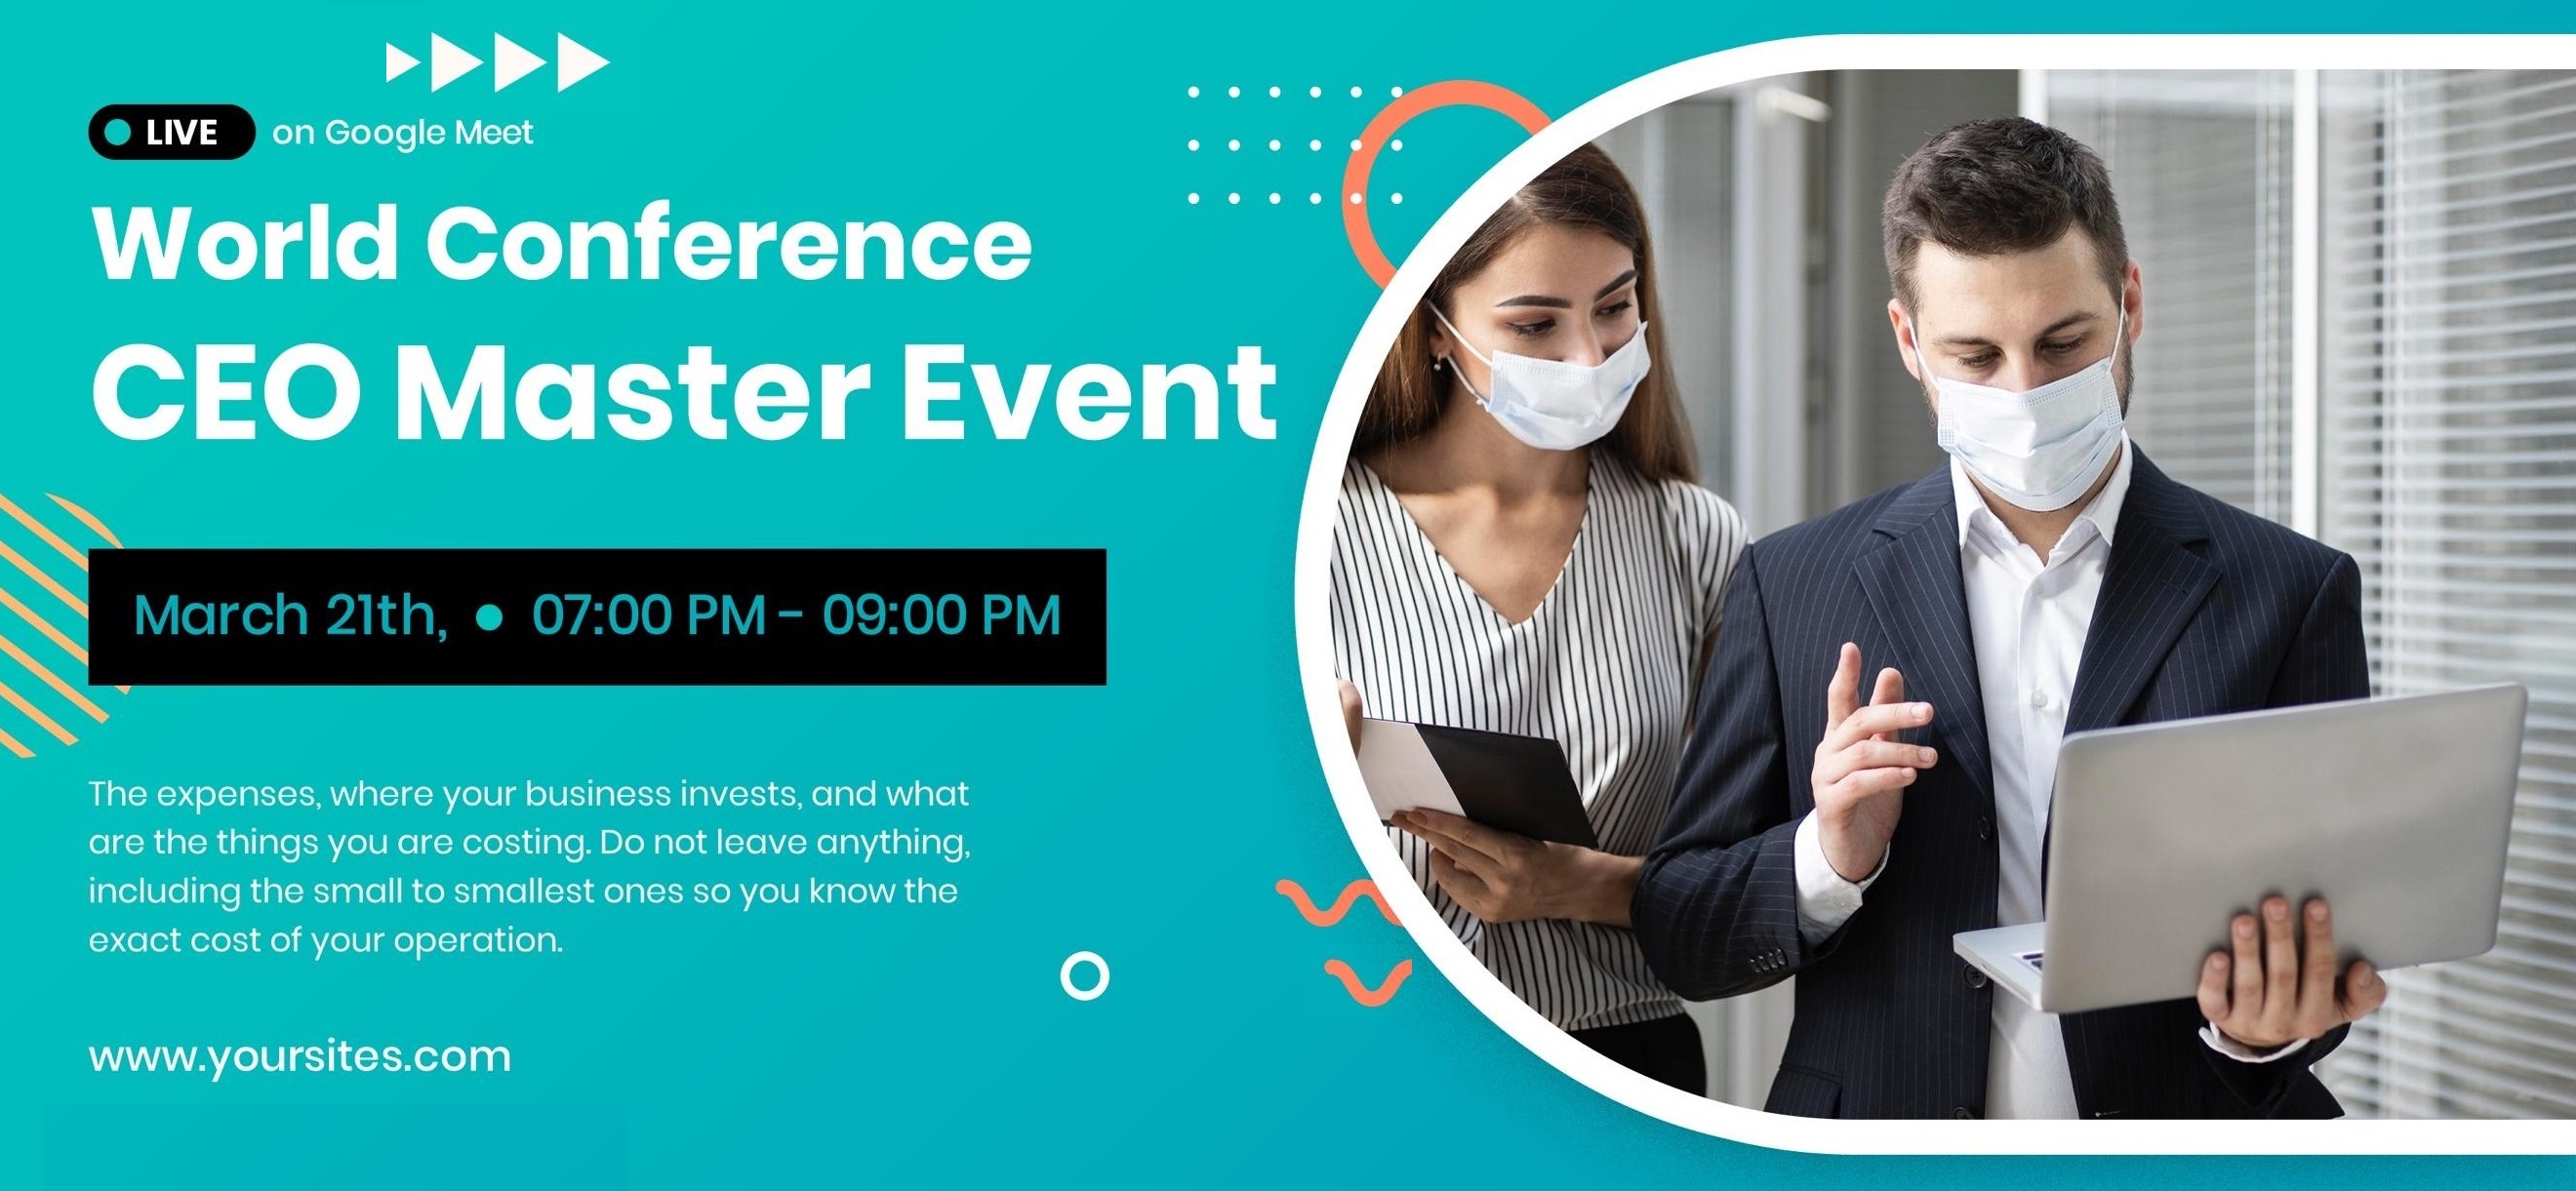 LIVE on Google Meet
World Conference
CEO Master Event
March 21th, • 07:00 PM - 09:00 PM
The expenses, where your business invests, and what
are the things you are costing. Do not leave anything,
including the small to smallest ones so you know the
exact cost of your operation.
www.yoursites.com